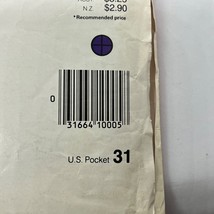 N.Z. $2.90
*Recommended price
0
31664 10005
U.S. Pocket 31